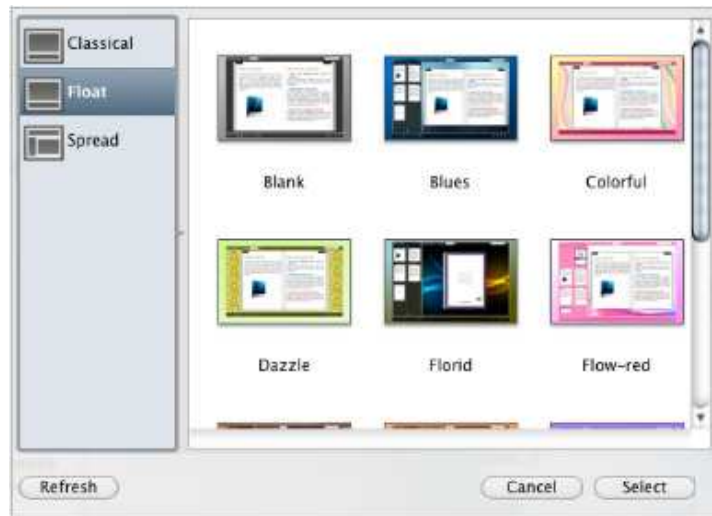 Classical
Float
Spread
Blank Blues Colorful
Dazzle Florid Flow-red
Refresh Cancel Select